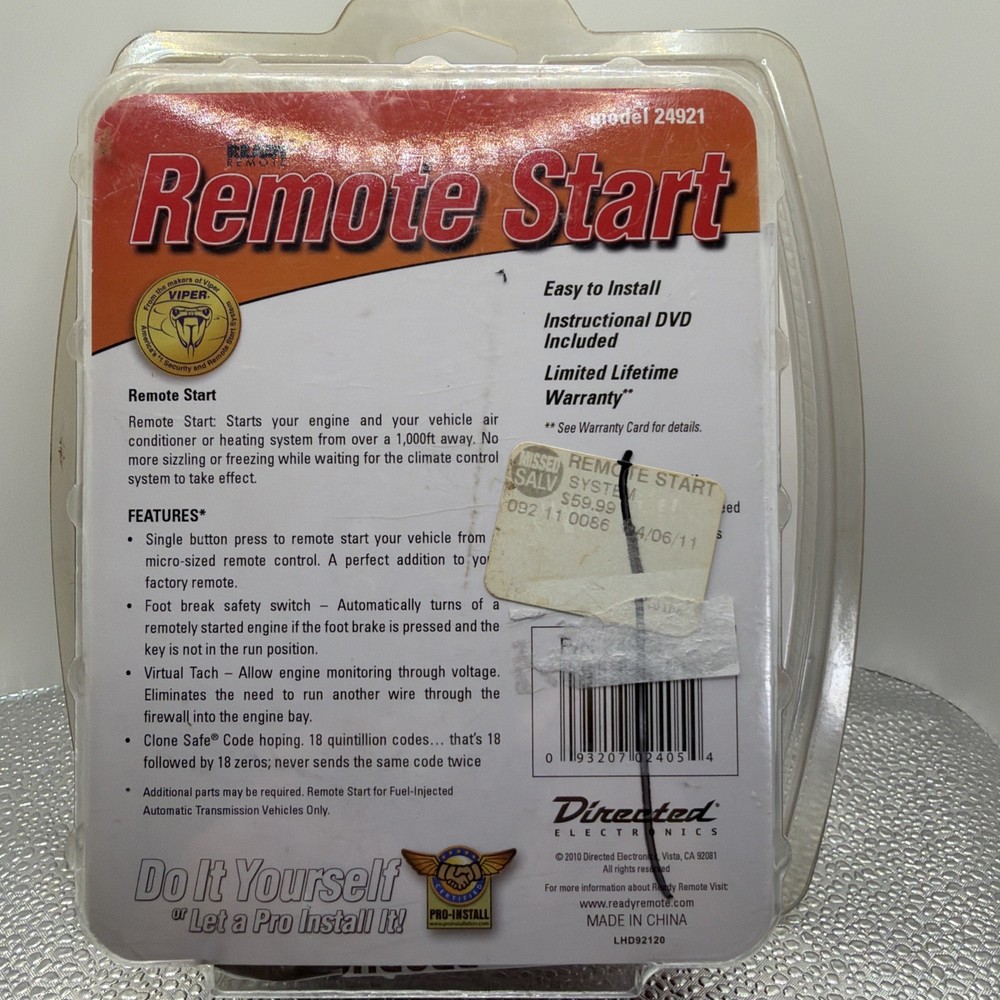 model 24921
READY
REMOTE
Remote Start
From the makers of Viper
VIPER
America's #1 Security and Remote Start System
Easy to Install
Instructional DVD
Included
Limited Lifetime
Warranty**
** See Warranty Card for details.
Remote Start
Remote Start: Starts your engine and your vehicle air
conditioner or heating system from over a 1,000ft away. No
more sizzling or freezing while waiting for the climate control
system to take effect.
FEATURES*
• Single button press to remote start your vehicle from
micro-sized remote control. A perfect addition to you
factory remote.
• Foot break safety switch – Automatically turns of a
remotely started engine if the foot brake is pressed and the
key is not in the run position.
• Virtual Tach – Allow engine monitoring through voltage.
Eliminates the need to run another wire through the
firewall into the engine bay.
• Clone Safe® Code hoping. 18 quintillion codes... that's 18
followed by 18 zeros; never sends the same code twice
* Additional parts may be required. Remote Start for Fuel-Injected
Automatic Transmission Vehicles Only.
MISSED
SALV
REMOTE START
SYSTEM
$59.99
092 11 0086 04/06/11
0 93207 02405 4
Directed®
ELECTRONICS
© 2010 Directed Electronics, Vista, CA 92081
All rights reserved
For more information about Ready Remote Visit:
www.readyremote.com
MADE IN CHINA
LHD92120
Do It Yourself
or Let a Pro Install It!
CERTIFIED
PRO-INSTALL
www.proinstallation.com